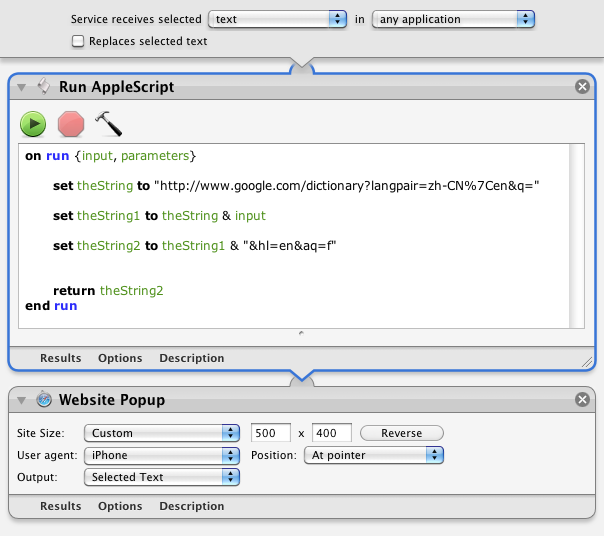 Service receives selected text in any application
Replaces selected text
Run AppleScript
on run {input, parameters}
set theString to "http://www.google.com/dictionary?langpair=zh-CN%7Cen&q="
set theString1 to theString & input
set theString2 to theString1 & "&hl=en&aq=f"
return theString2
end run
Results Options Description
Website Popup
Site Size: Custom 500 x 400 Reverse
User agent: iPhone Position: At pointer
Output: Selected Text
Results Options Description